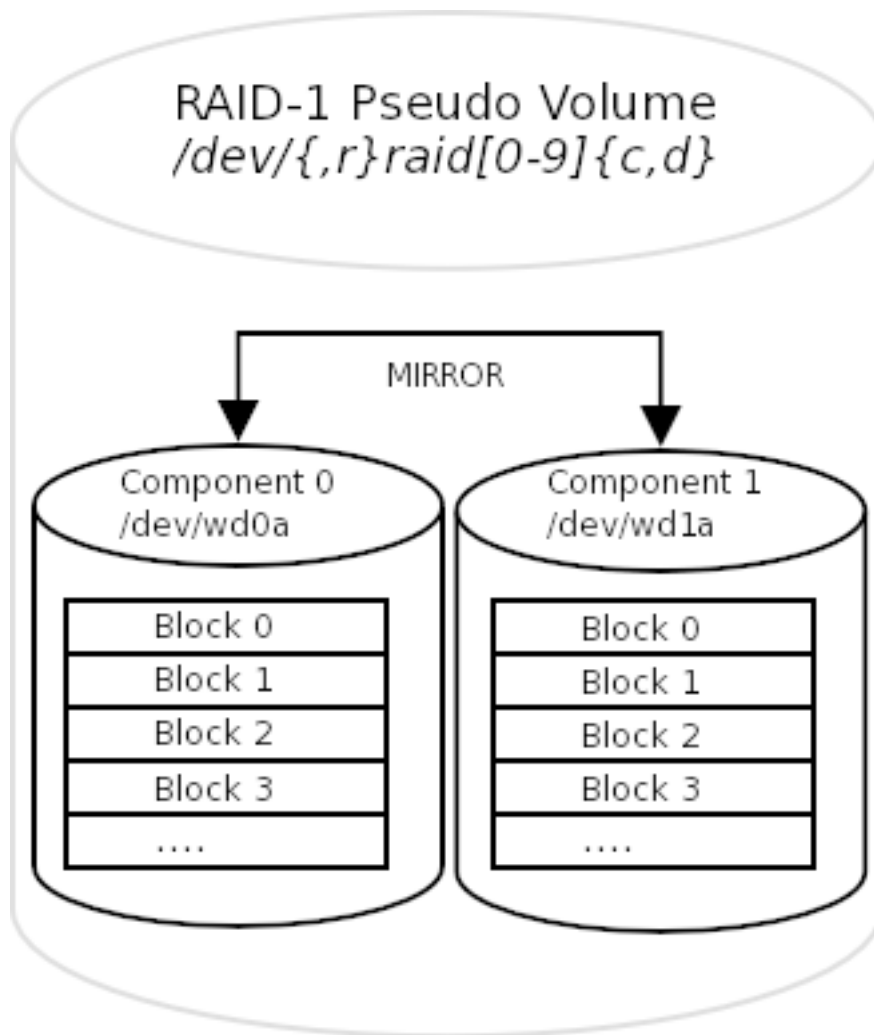 RAID-1 Pseudo Volume
/dev/{,r}raid[0-9]{c,d}
MIRROR
Component 0
/dev/wd0a
Block 0
Block 1
Block 2
Block 3
....
Component 1
/dev/wd1a
Block 0
Block 1
Block 2
Block 3
....